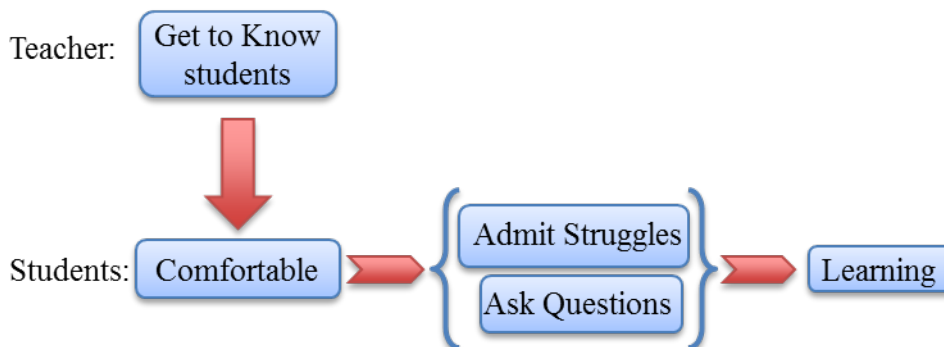 Teacher:
Get to Know
students
Students:
Comfortable
Admit Struggles
Ask Questions
Learning